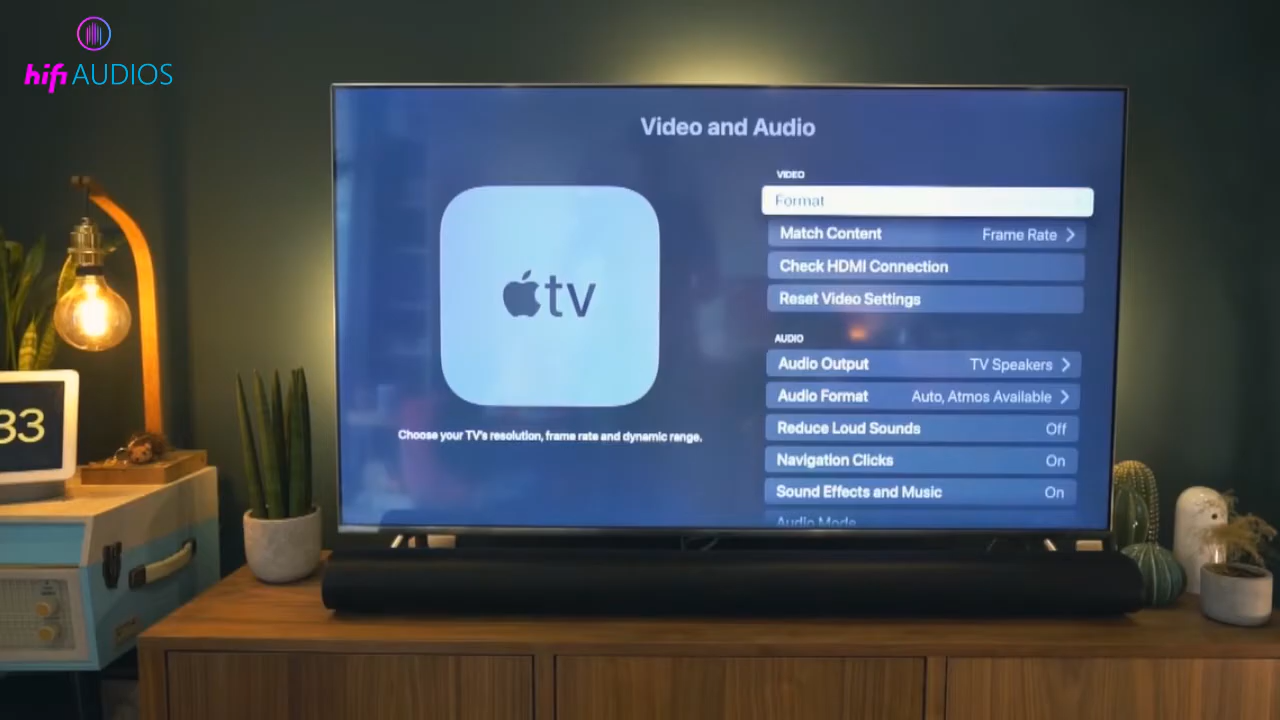 hifi AUDIOS
Video and Audio
VIDEO
Format
Match Content Frame Rate
Check HDMI Connection
Reset Video Settings
tv
Choose your TV's resolution, frame rate and dynamic range.
AUDIO
Audio Output TV Speakers
Audio Format Auto, Atmos Available
Reduce Loud Sounds Off
Navigation Clicks On
Sound Effects and Music On
Audio Mode
33